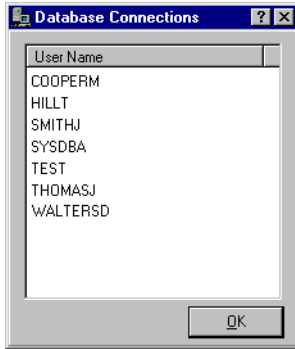 Database Connections
User Name
COOPERM
HILLT
SMITHJ
SYSDBA
TEST
THOMASJ
WALTERSD
OK